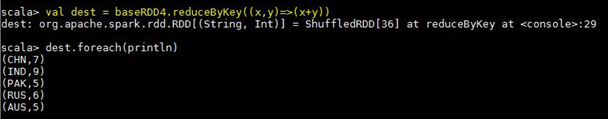 scala> val dest = baseRDD4.reduceByKey((x,y)=>(x+y))
dest: org.apache.spark.rdd.RDD[(String, Int)] = ShuffledRDD[36] at reduceByKey at <console>:29
scala> dest.foreach(println)
(CHN,7)
(IND,9)
(PAK,5)
(RUS,6)
(AUS,5)